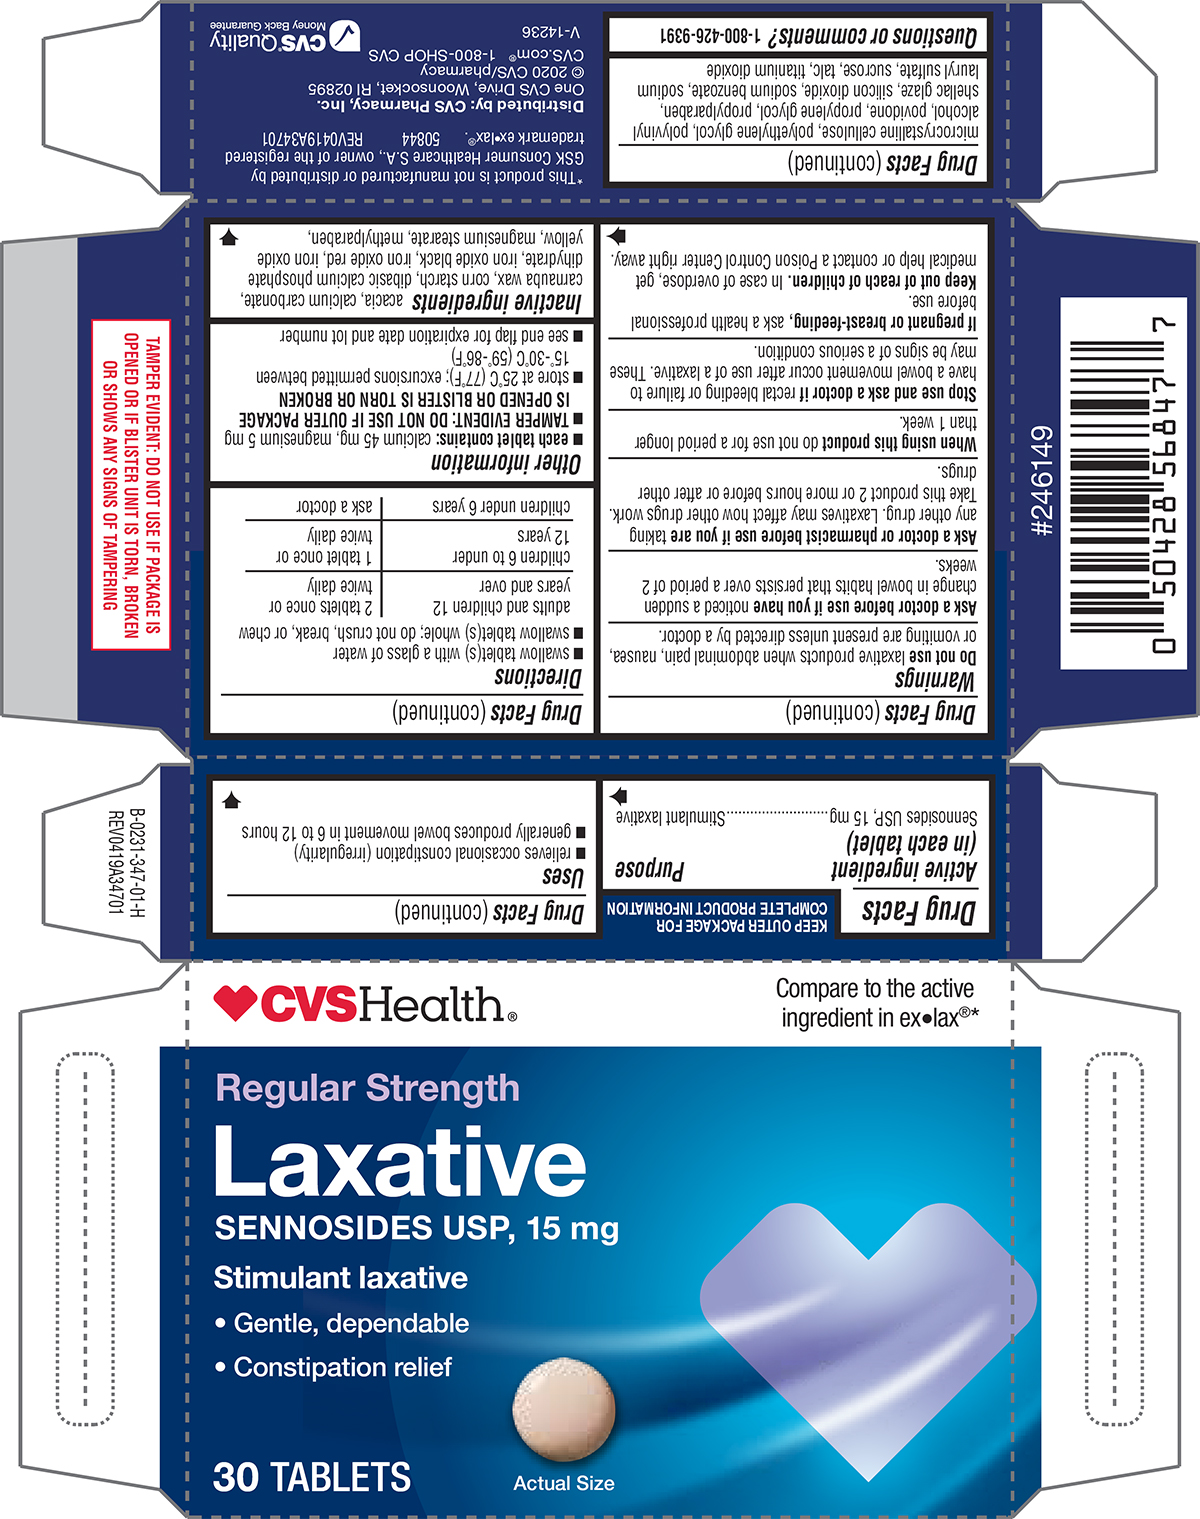 CVSHealth®
Compare to the active
ingredient in ex•lax®*
Regular Strength
Laxative
SENNOSIDES USP, 15 mg
Stimulant laxative
• Gentle, dependable
• Constipation relief
30 TABLETS
Actual Size
KEEP OUTER PACKAGE FOR
COMPLETE PRODUCT INFORMATION
Drug Facts
Active ingredient
(in each tablet)
Purpose
Sennosides USP, 15 mg..........................Stimulant laxative
Drug Facts (continued)
Uses
■ relieves occasional constipation (irregularity)
■ generally produces bowel movement in 6 to 12 hours
B-0231-347-01-H
REV0419A34701
Drug Facts (continued)
Warnings
Do not use laxative products when abdominal pain, nausea,
or vomiting are present unless directed by a doctor.
Ask a doctor before use if you have noticed a sudden
change in bowel habits that persists over a period of 2
weeks.
Ask a doctor or pharmacist before use if you are taking
any other drug. Laxatives may affect how other drugs work.
Take this product 2 or more hours before or after other
drugs.
When using this product do not use for a period longer
than 1 week.
Stop use and ask a doctor if rectal bleeding or failure to
have a bowel movement occur after use of a laxative. These
may be signs of a serious condition.
If pregnant or breast-feeding, ask a health professional
before use.
Keep out of reach of children. In case of overdose, get
medical help or contact a Poison Control Center right away.
Drug Facts (continued)
Directions
■ swallow tablet(s) with a glass of water
■ swallow tablet(s) whole; do not crush, break, or chew
adults and children 12
years and over
2 tablets once or
twice daily
children 6 to under
12 years
1 tablet once or
twice daily
children under 6 years
ask a doctor
Other information
■ each tablet contains: calcium 45 mg, magnesium 5 mg
■ TAMPER EVIDENT: DO NOT USE IF OUTER PACKAGE
IS OPENED OR BLISTER IS TORN OR BROKEN
■ store at 25°C (77°F); excursions permitted between
15°-30°C (59°-86°F)
■ see end flap for expiration date and lot number
Inactive ingredients acacia, calcium carbonate,
carnauba wax, corn starch, dibasic calcium phosphate
dihydrate, iron oxide black, iron oxide red, iron oxide
yellow, magnesium stearate, methylparaben,
Drug Facts (continued)
microcrystalline cellulose, polyethylene glycol, polyvinyl
alcohol, povidone, propylene glycol, propylparaben,
shellac glaze, silicon dioxide, sodium benzoate, sodium
lauryl sulfate, sucrose, talc, titanium dioxide
Questions or comments? 1-800-426-9391
*This product is not manufactured or distributed by
GSK Consumer Healthcare S.A., owner of the registered
trademark ex•lax®. 50844 REV0419A34701
Distributed by: CVS Pharmacy, Inc.
One CVS Drive, Woonsocket, RI 02895
© 2020 CVS/pharmacy
CVS.com® 1-800-SHOP CVS
V-14236
CVS Quality
Money Back Guarantee
TAMPER EVIDENT: DO NOT USE IF PACKAGE IS
OPENED OR IF BLISTER UNIT IS TORN, BROKEN
OR SHOWS ANY SIGNS OF TAMPERING
#246149
0 50428 56847 7